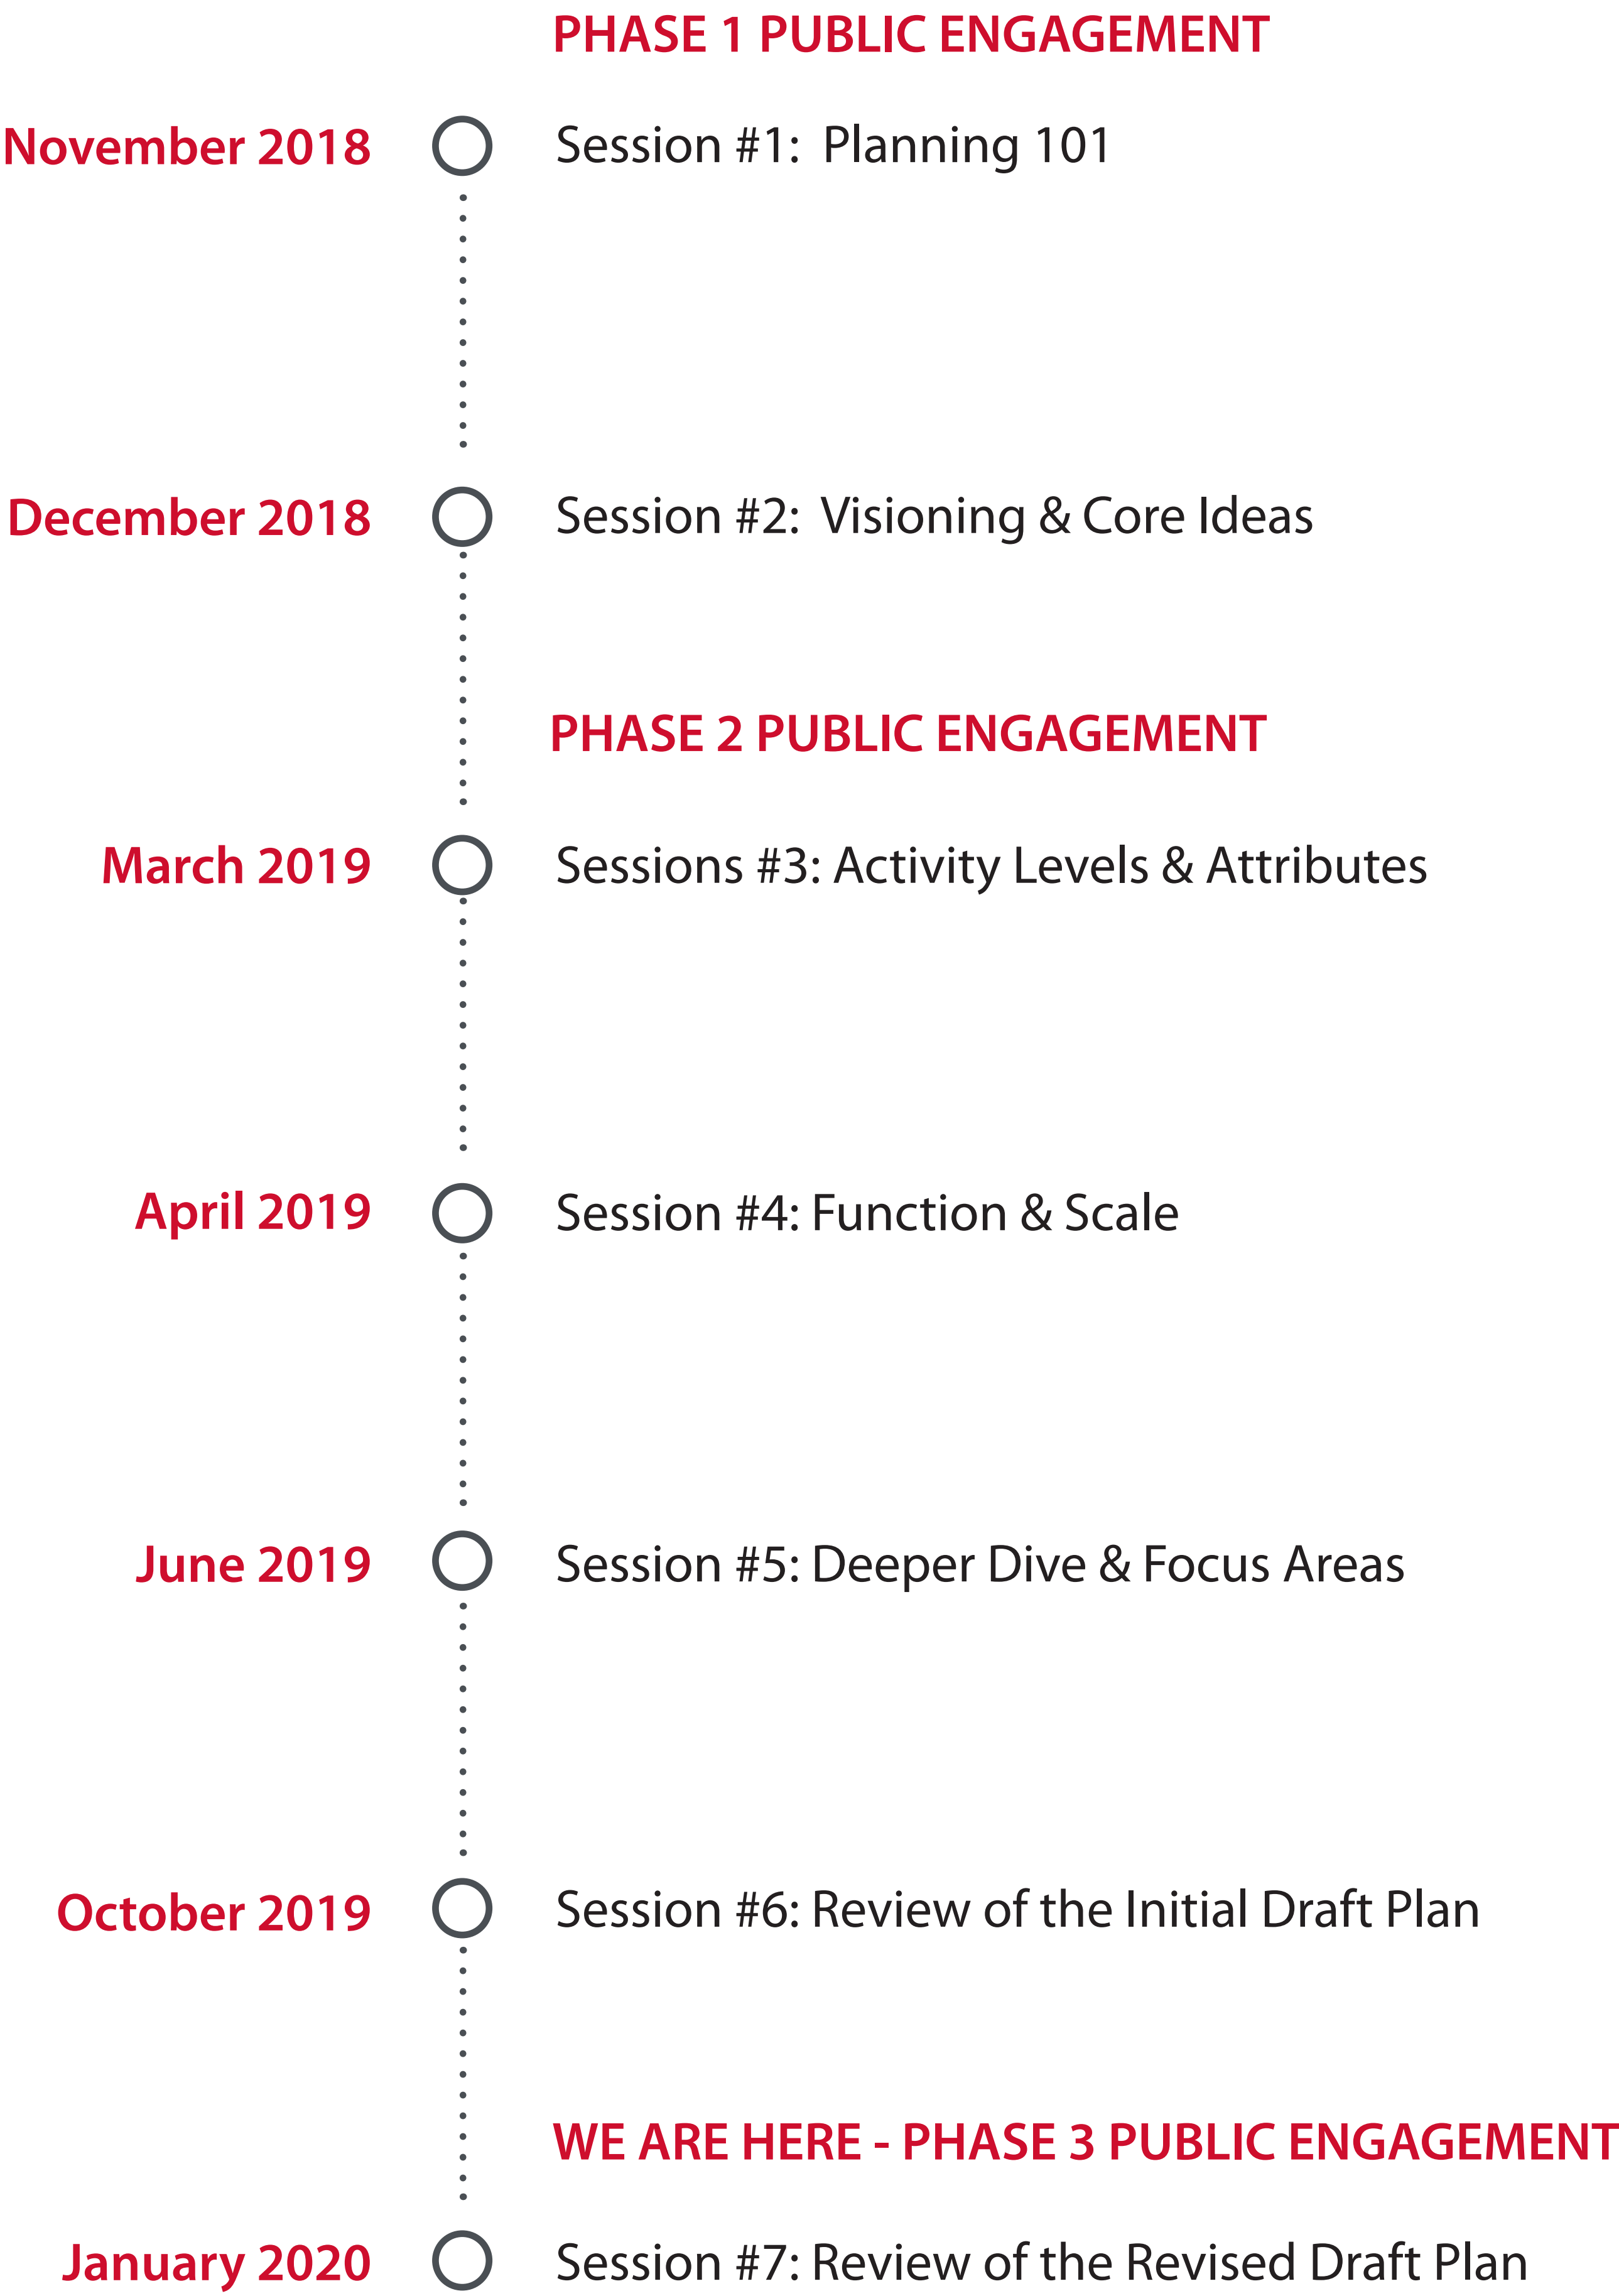 PHASE 1 PUBLIC ENGAGEMENT
November 2018 Session #1: Planning 101
December 2018 Session #2: Visioning & Core Ideas
PHASE 2 PUBLIC ENGAGEMENT
March 2019 Sessions #3: Activity Levels & Attributes
April 2019 Session #4: Function & Scale
June 2019 Session #5: Deeper Dive & Focus Areas
October 2019 Session #6: Review of the Initial Draft Plan
WE ARE HERE - PHASE 3 PUBLIC ENGAGEMENT
January 2020 Session #7: Review of the Revised Draft Plan